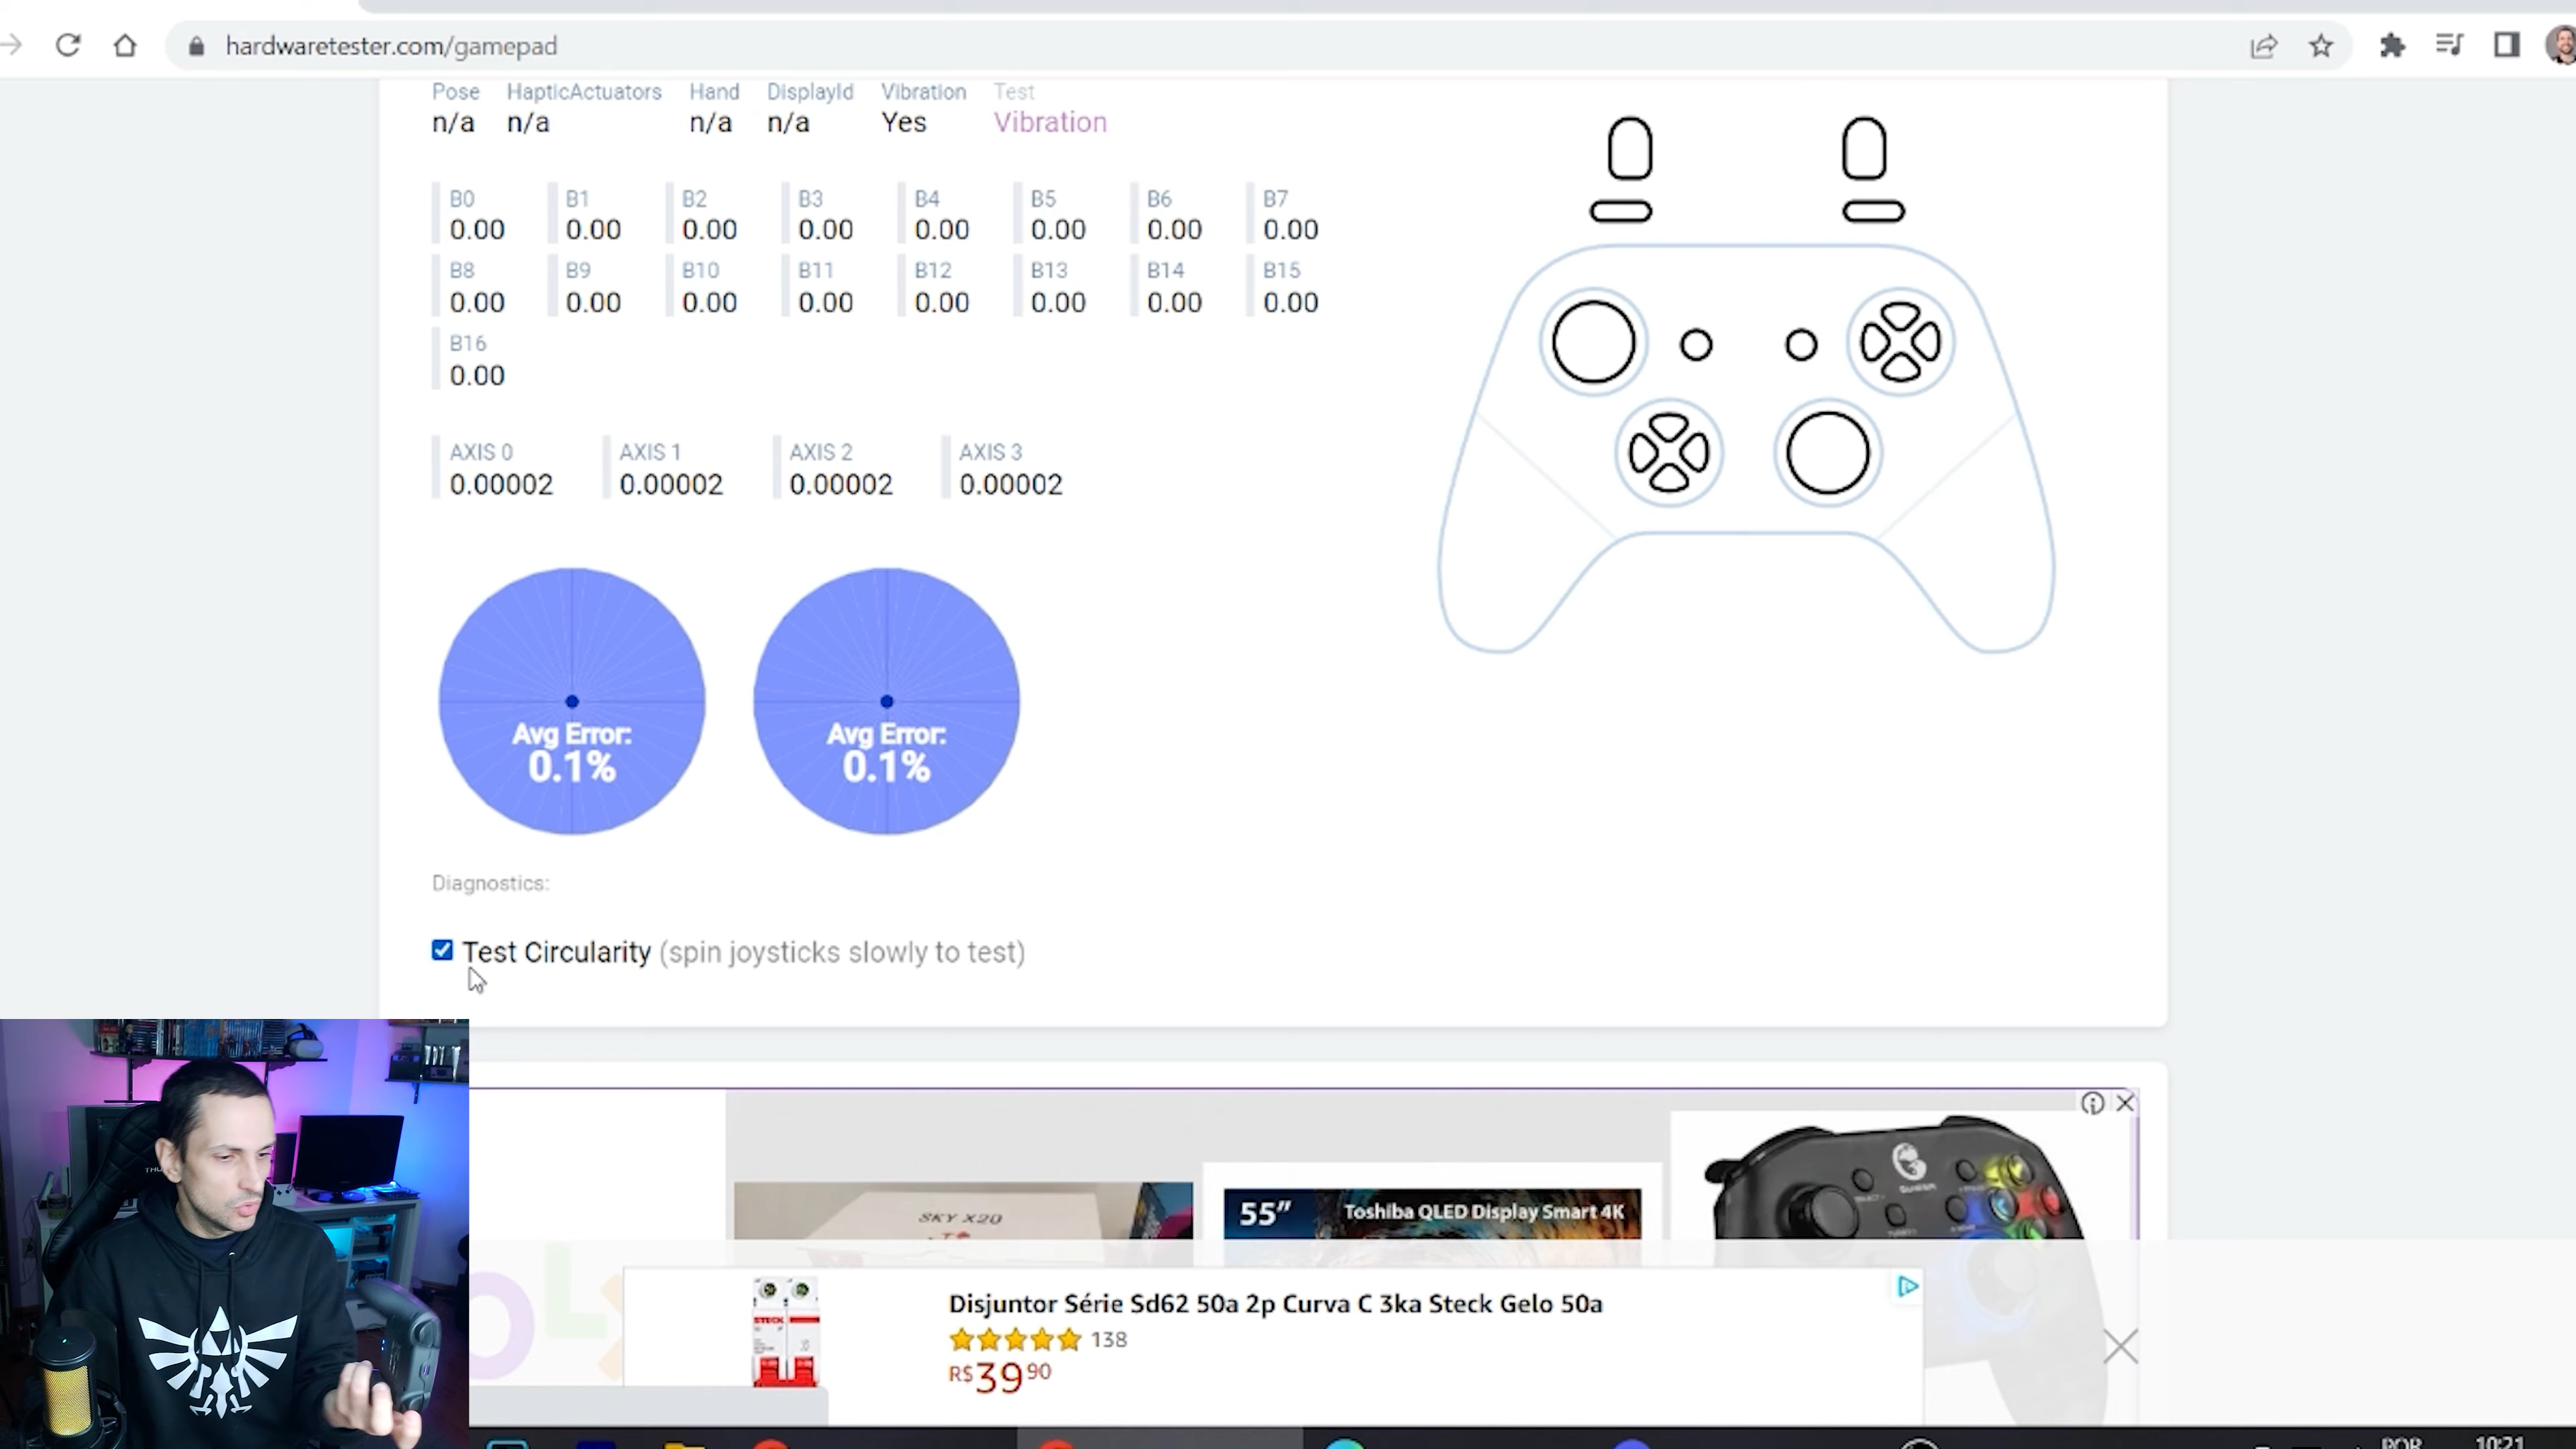 hardwaretester.com/gamepad
Pose HapticActuators Hand DisplayId Vibration Test
n/a n/a n/a n/a Yes Vibration
B0 B1 B2 B3 B4 B5 B6 B7
0.00 0.00 0.00 0.00 0.00 0.00 0.00 0.00
B8 B9 B10 B11 B12 B13 B14 B15
0.00 0.00 0.00 0.00 0.00 0.00 0.00 0.00
B16
0.00
AXIS 0 AXIS 1 AXIS 2 AXIS 3
0.00002 0.00002 0.00002 0.00002
Avg Error: Avg Error:
0.1% 0.1%
Diagnostics:
Test Circularity (spin joysticks slowly to test)
SKY X20
55" Toshiba QLED Display Smart 4K
Disjuntor Série Sd62 50a 2p Curva C 3ka Steck Gelo 50a
STECK
138
R$39 90
POR 10:21